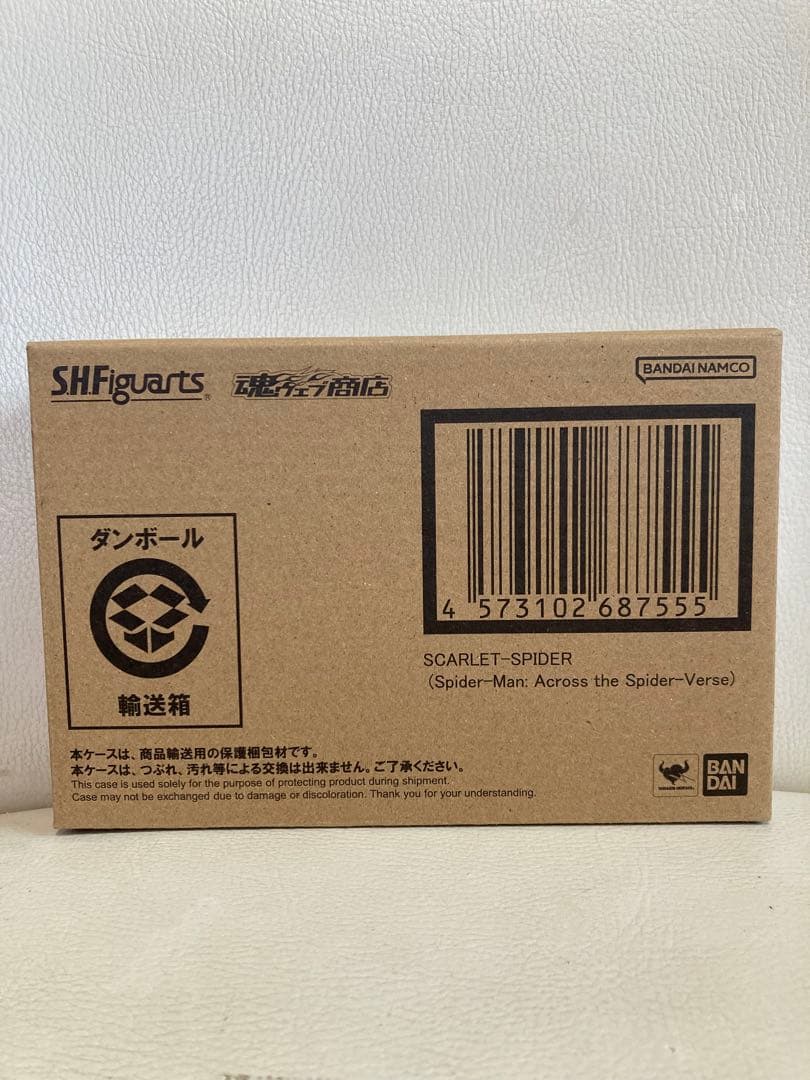 S.H.Figuarts
魂ウェブ商店
BANDAI NAMCO
ダンボール
輸送箱
4 573102 687555
SCARLET-SPIDER
(Spider-Man: Across the Spider-Verse)
本ケースは、商品輸送用の保護梱包材です。
本ケースは、つぶれ、汚れ等による交換は出来ません。ご了承ください。
This case is used solely for the purpose of protecting product during shipment.
Case may not be exchanged due to damage or discoloration. Thank you for your understanding.
BAN
DAI